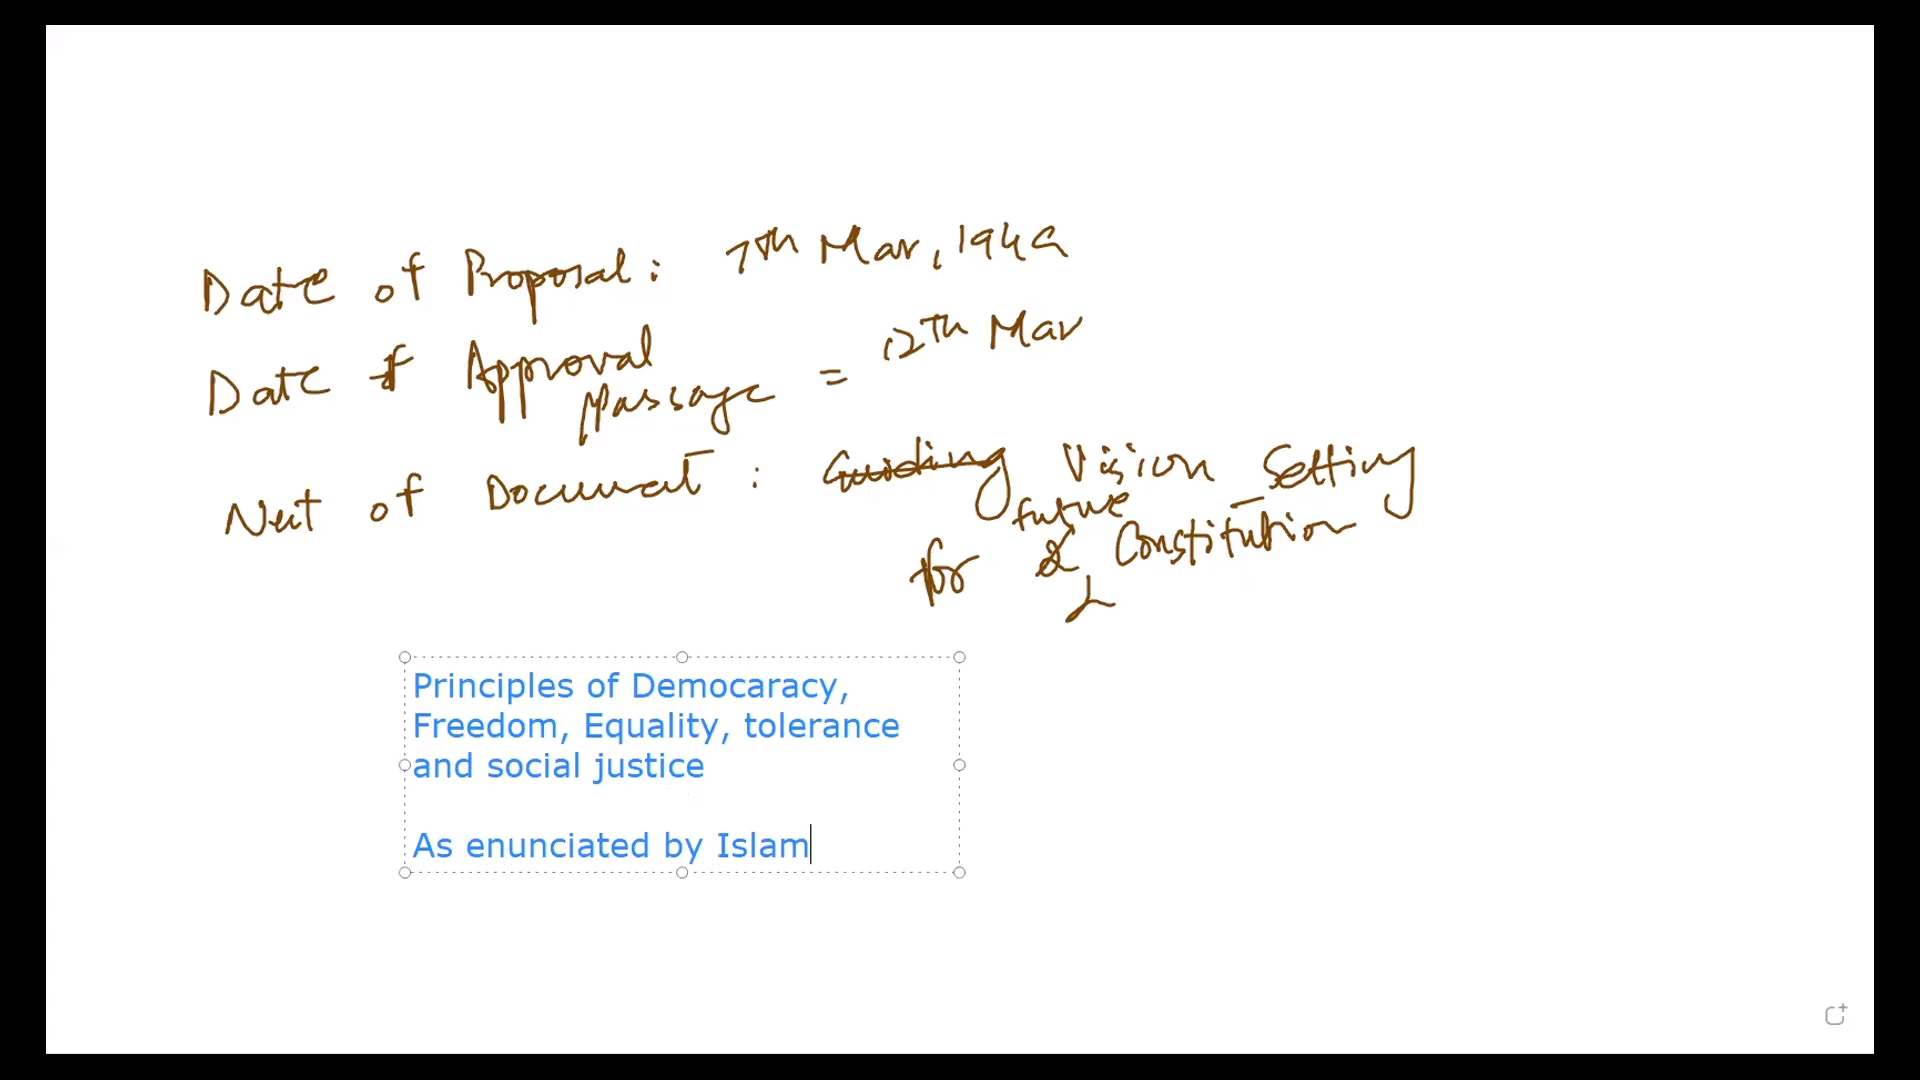 Date of Proposal: 7th Mar, 1949
Date of Approval
Passage = 12th Mar
of Document : Guiding Vision Setting
future
for Constitution
Principles of Democaracy,
Freedom, Equality, tolerance
and social justice
As enunciated by Islam